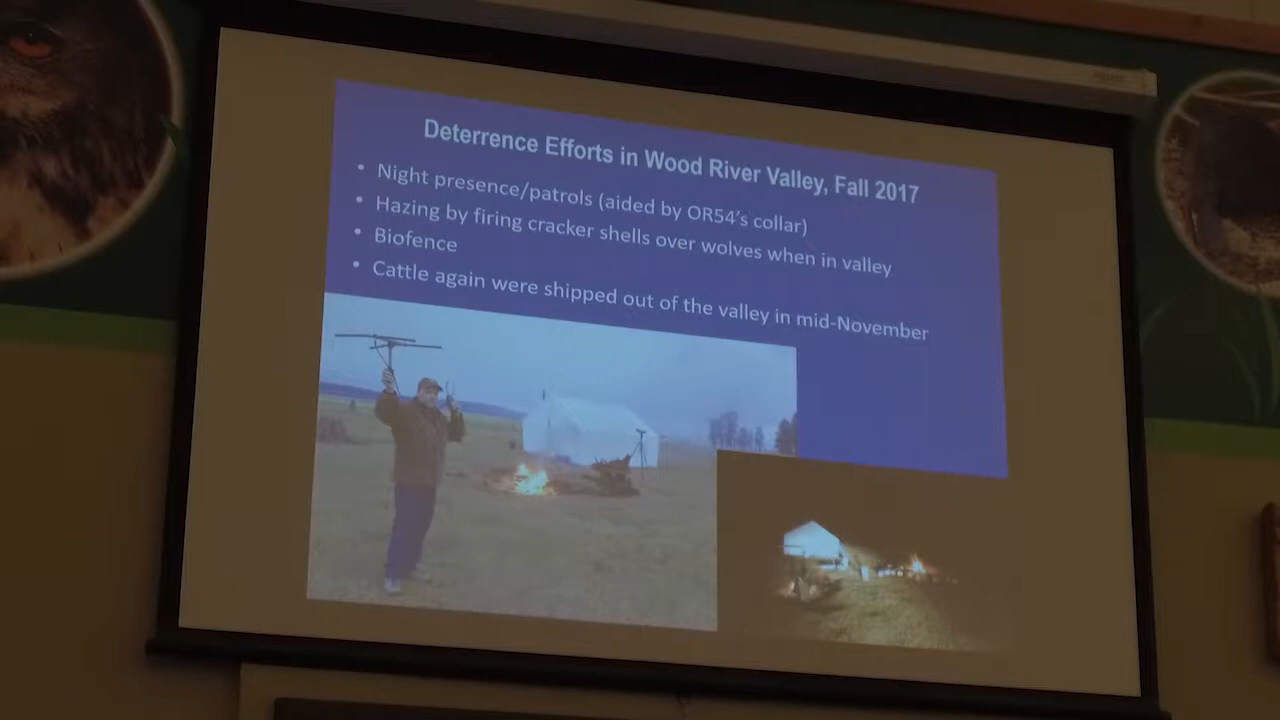 Deterrence Efforts in Wood River Valley, Fall 2017
• Night presence/patrols (aided by OR54's collar)
• Hazing by firing cracker shells over wolves when in valley
• Biofence
• Cattle again were shipped out of the valley in mid-November